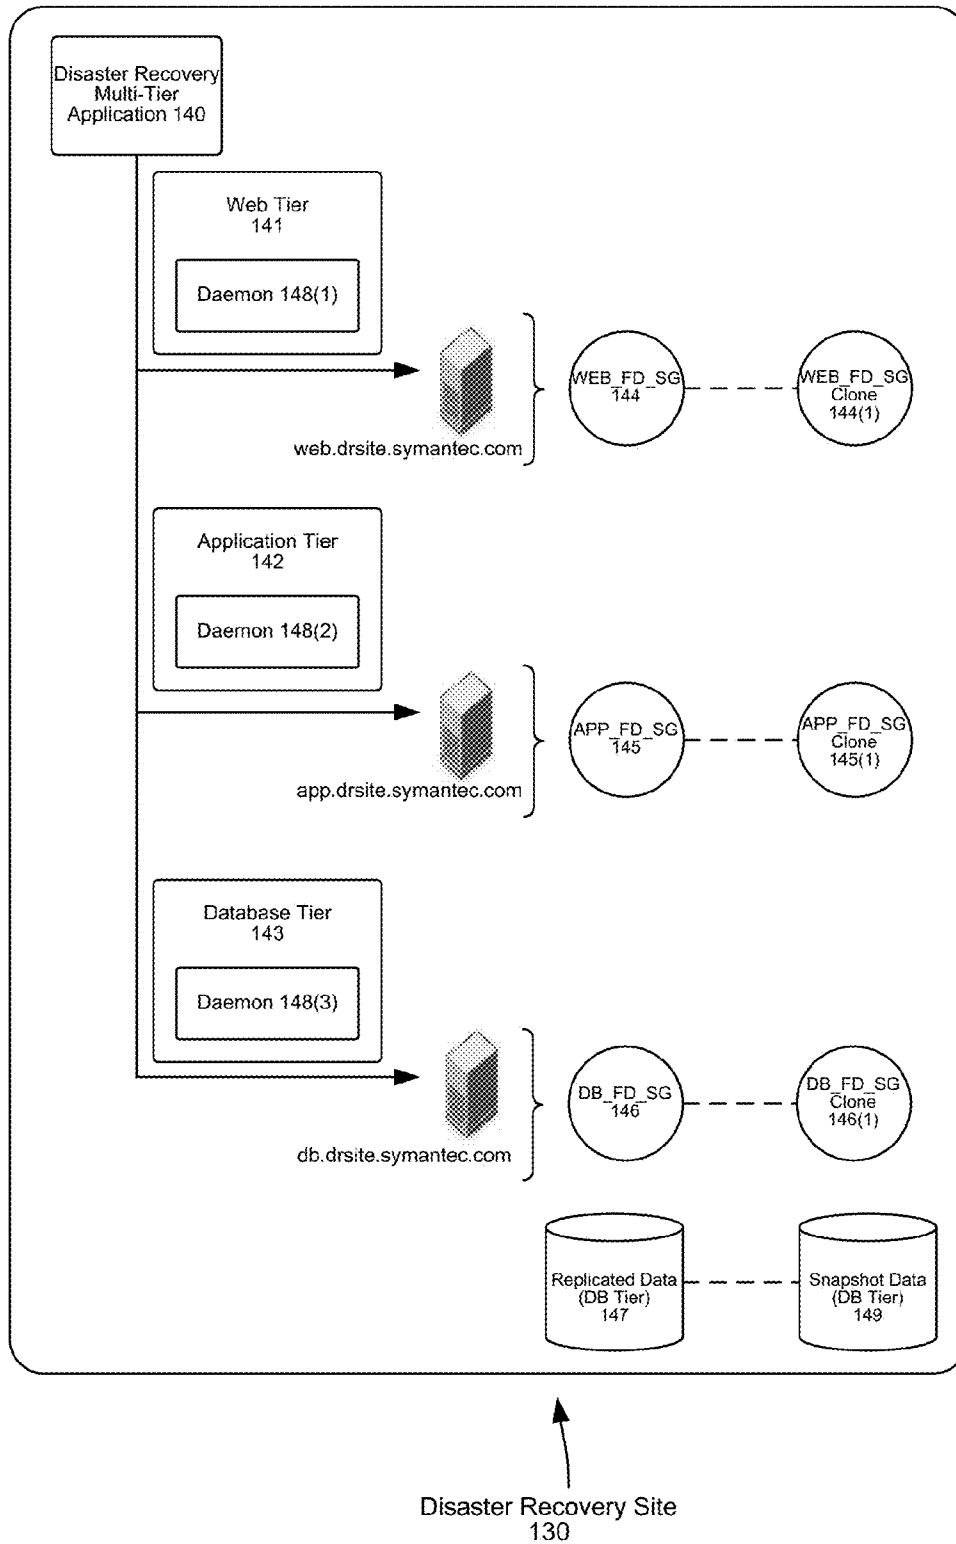 Disaster Recovery
Multi-Tier
Application 140
Web Tier
141
Daemon 148(1)
web.drsite.symantec.com
WEB_FD_SG
144
WEB_FD_SG
Clone
144(1)
Application Tier
142
Daemon 148(2)
app.drsite.symantec.com
APP_FD_SG
145
APP_FD_SG
Clone
145(1)
Database Tier
143
Daemon 148(3)
db.drsite.symantec.com
DB_FD_SG
146
DB_FD_SG
Clone
146(1)
Replicated Data
(DB Tier)
147
Snapshot Data
(DB Tier)
149
Disaster Recovery Site
130